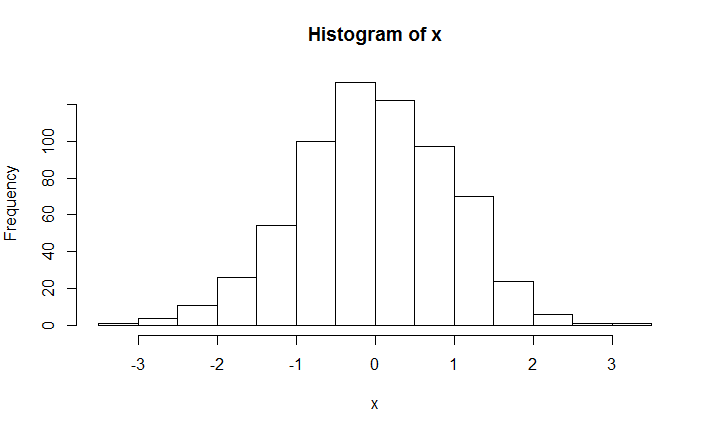 Histogram of x
Frequency
0 20 40 60 80 100
-3 -2 -1 0 1 2 3
x